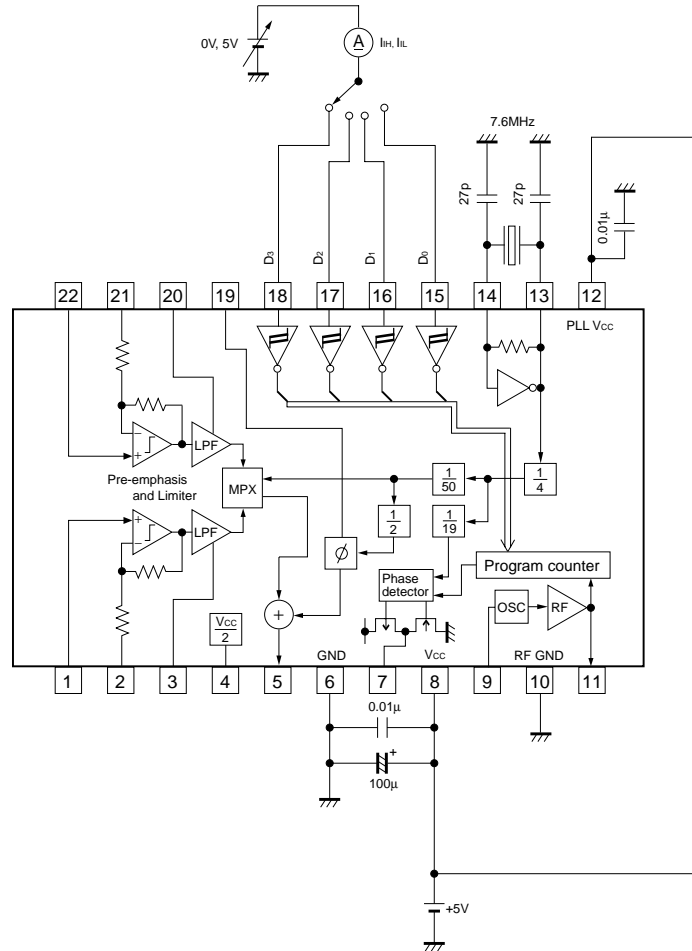 0V, 5V
A
IIH, IIL
7.6MHz
27p
27p
0.01μ
D3
D2
D1
D0
22
21
20
19
18
17
16
15
14
13
12
PLL VCC
LPF
Pre-emphasis
and Limiter
MPX
LPF
1/50
1/4
1/2
1/19
ϕ
Phase
detector
Program counter
OSC
RF
+
VCC/2
GND
VCC
RF GND
1
2
3
4
5
6
7
8
9
10
11
0.01μ
+
100μ
+5V